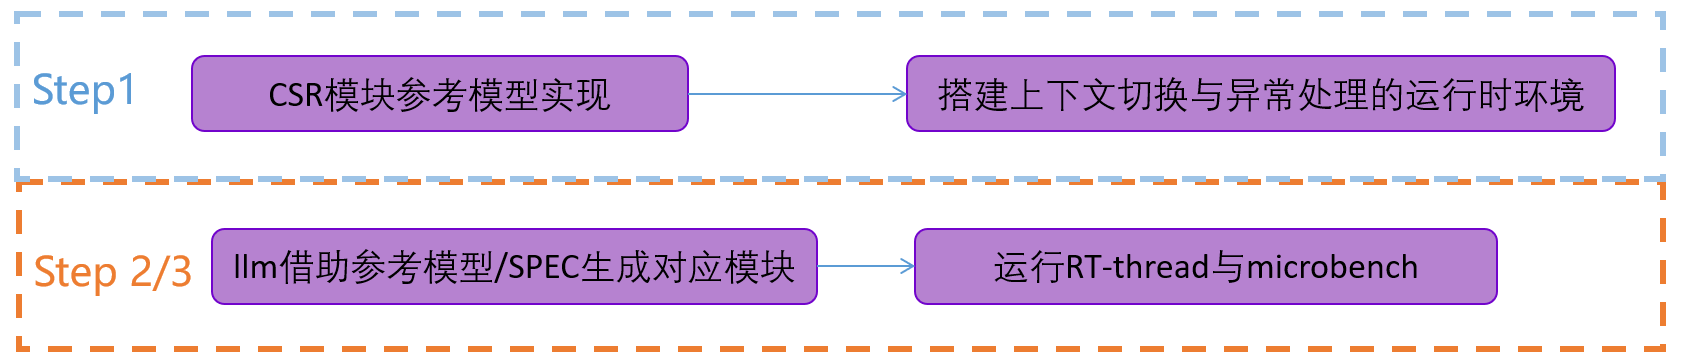 Step1
CSR模块参考模型实现
搭建上下文切换与异常处理的运行时环境
Step 2/3
llm借助参考模型/SPEC生成对应模块
运行RT-thread与microbench